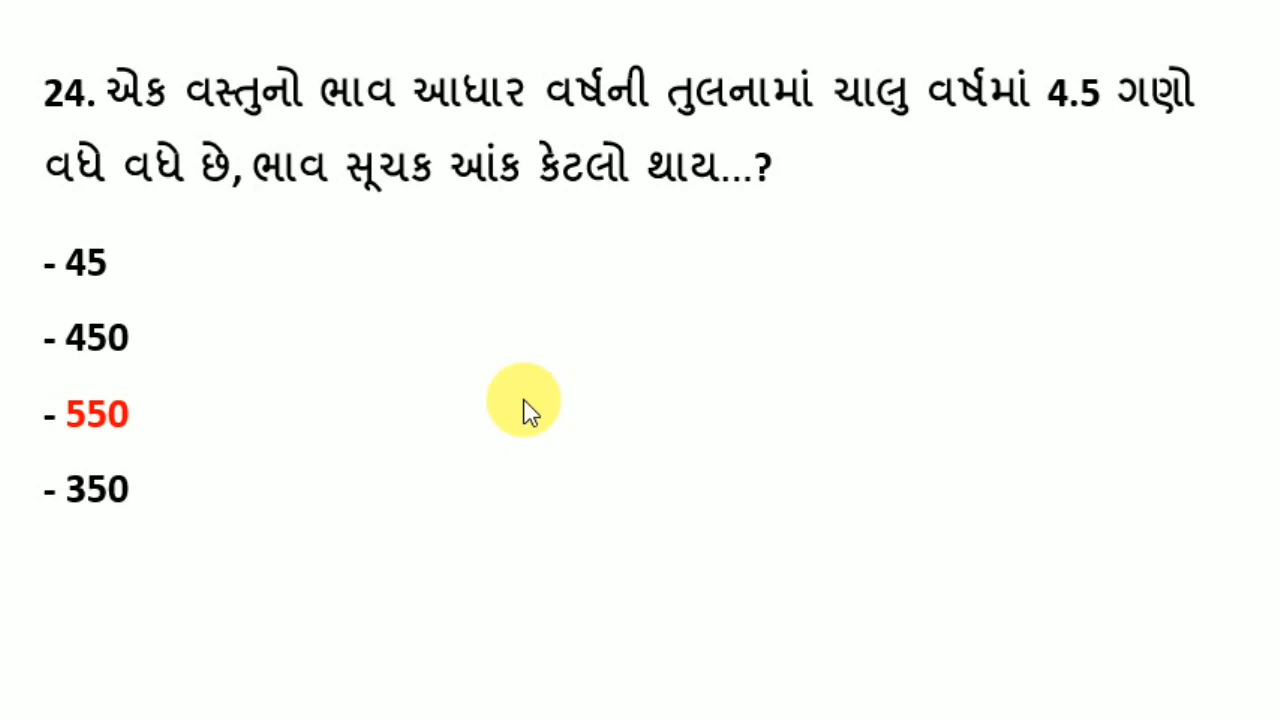 24. એક વસ્તુનો ભાવ આધાર વર્ષની તુલનામાં ચાલુ વર્ષમાં 4.5 ગણો
વધે વધે છે, ભાવ સૂચક આંક કેટલો થાય...?
- 45
- 450
- 550
- 350